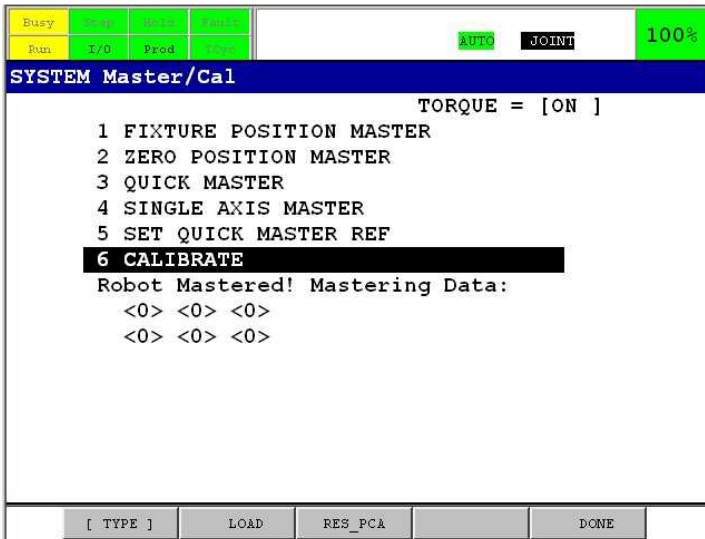 Busy Step Hold Fault
Run I/O Prod TCyc
AUTO JOINT 100%
SYSTEM Master/Cal
TORQUE = [ON ]
1 FIXTURE POSITION MASTER
2 ZERO POSITION MASTER
3 QUICK MASTER
4 SINGLE AXIS MASTER
5 SET QUICK MASTER REF
6 CALIBRATE
Robot Mastered! Mastering Data:
<0> <0> <0>
<0> <0> <0>
[ TYPE ] LOAD RES_PCA DONE